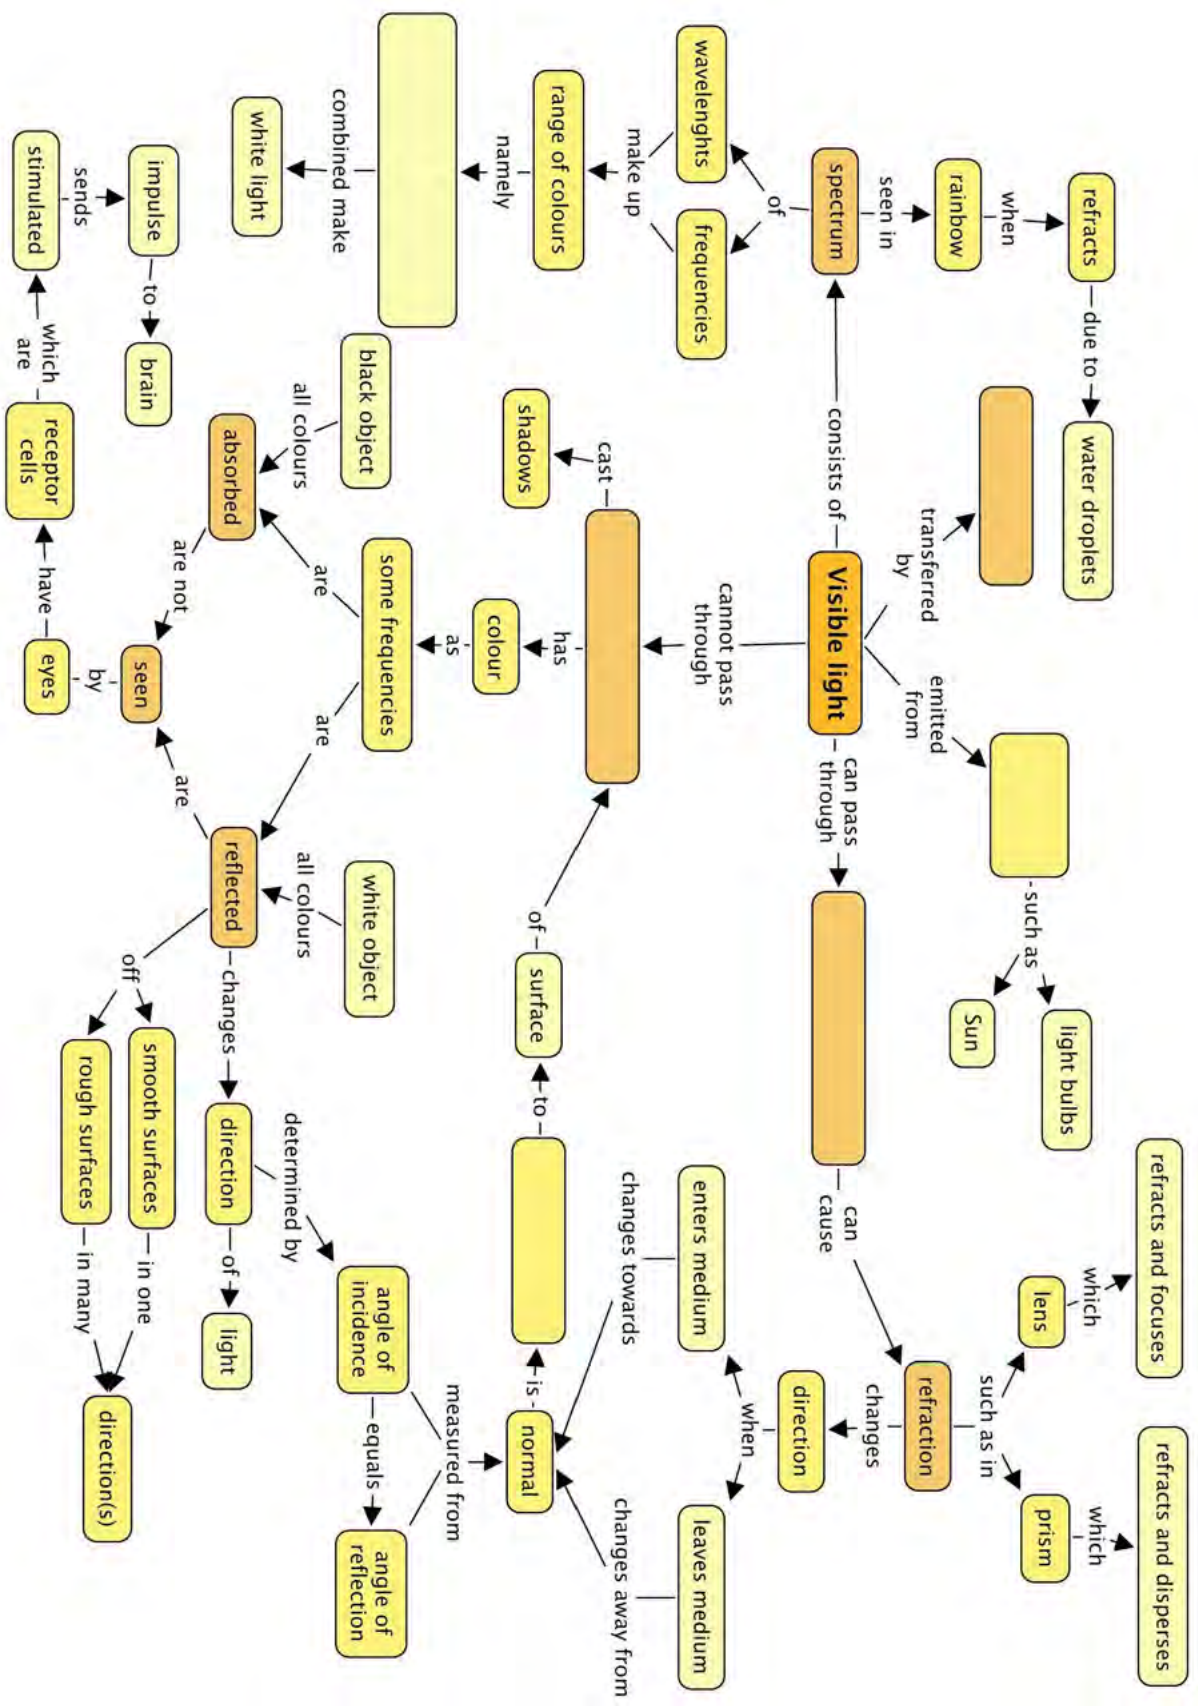 refracts and focuses
refracts and disperses
refracts
due to
water droplets
light bulbs
which
which
when
such as
lens
prism
rainbow
Sun
such as in
seen in
transferred
by
emitted
from
refraction
spectrum
consists of
Visible light
can pass
through
can
cause
changes
direction
of
cannot pass
through
when
wavelenghts
frequencies
enters medium
leaves medium
make up
changes towards
changes away from
range of colours
cast
shadows
has
of
surface
to
is
normal
namely
colour
as
measured from
black object
some frequencies
white object
angle of
incidence
equals
angle of
reflection
combined make
all colours
are
are
all colours
determined by
white light
absorbed
reflected
changes
direction
of
light
are not
are
impulse
to
brain
seen
off
smooth surfaces
in one
sends
by
rough surfaces
in many
direction(s)
stimulated
which
are
receptor
cells
have
eyes